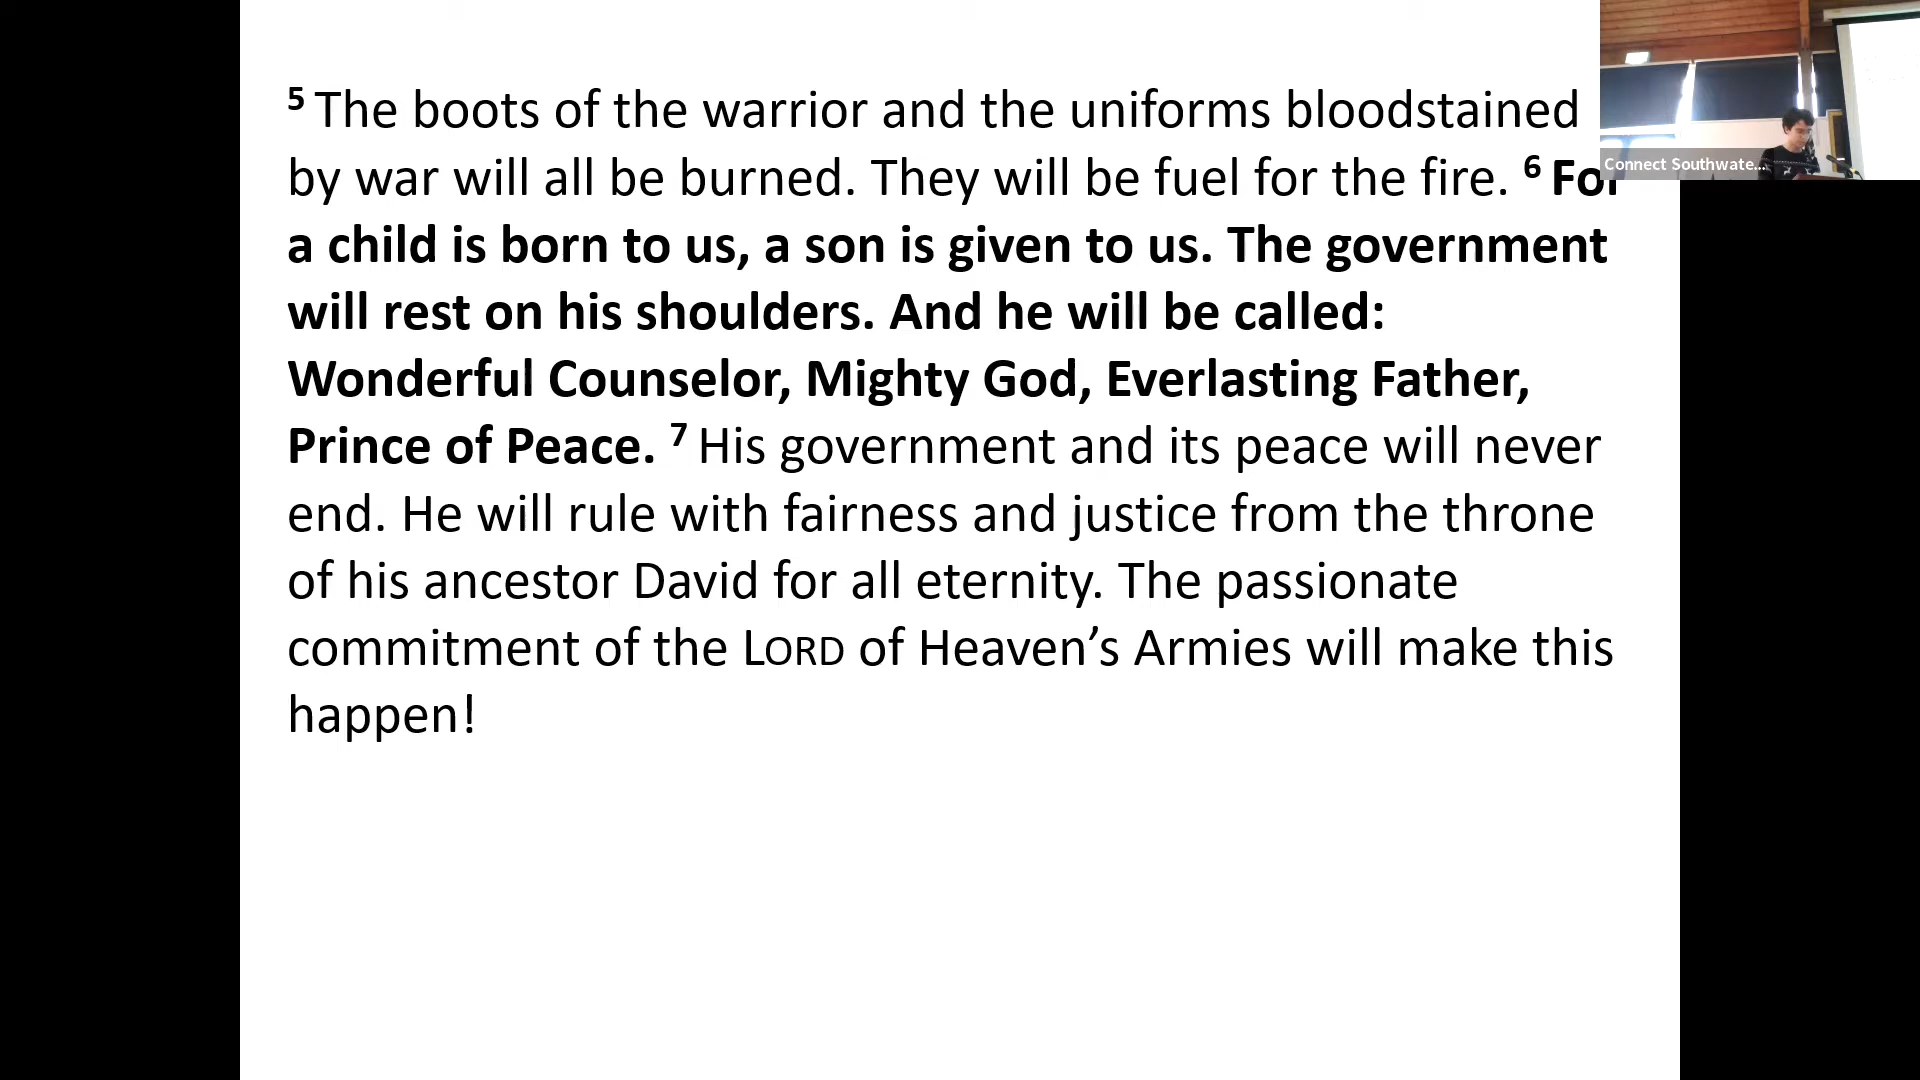 5 The boots of the warrior and the uniforms bloodstained
by war will all be burned. They will be fuel for the fire. 6 For
a child is born to us, a son is given to us. The government
will rest on his shoulders. And he will be called:
Wonderful Counselor, Mighty God, Everlasting Father,
Prince of Peace. 7 His government and its peace will never
end. He will rule with fairness and justice from the throne
of his ancestor David for all eternity. The passionate
commitment of the LORD of Heaven’s Armies will make this
happen!
Connect Southwate...